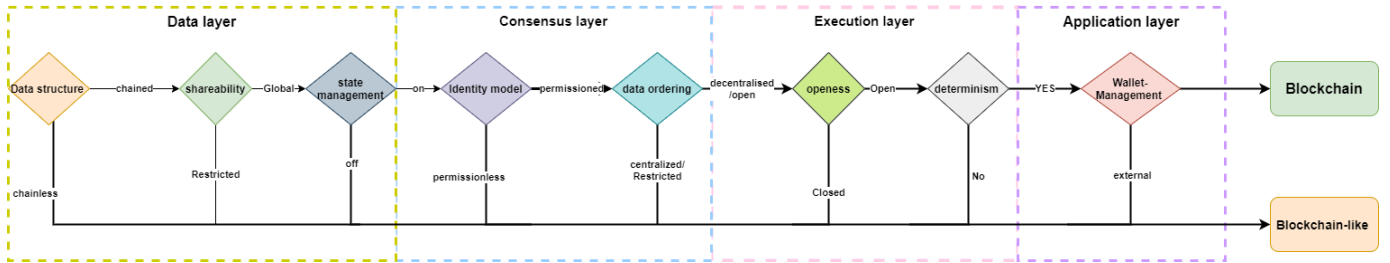 Data layer
Consensus layer
Execution layer
Application layer
Data structure
chained
shareability
Global
state
management
on
Identity model
permissioned
data ordering
decentralised
/open
openess
Open
determinism
YES
Wallet-
Management
Blockchain
chainless
Restricted
off
permissionless
centralized/
Restricted
Closed
No
external
Blockchain-like